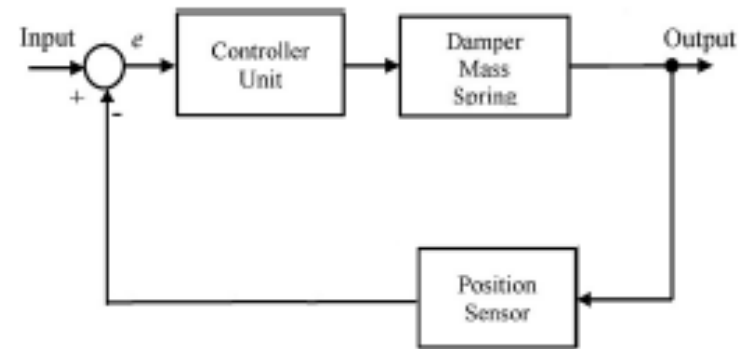 Input
e
Controller
Unit
Damper
Mass
Spring
Output
+
-
Position
Sensor